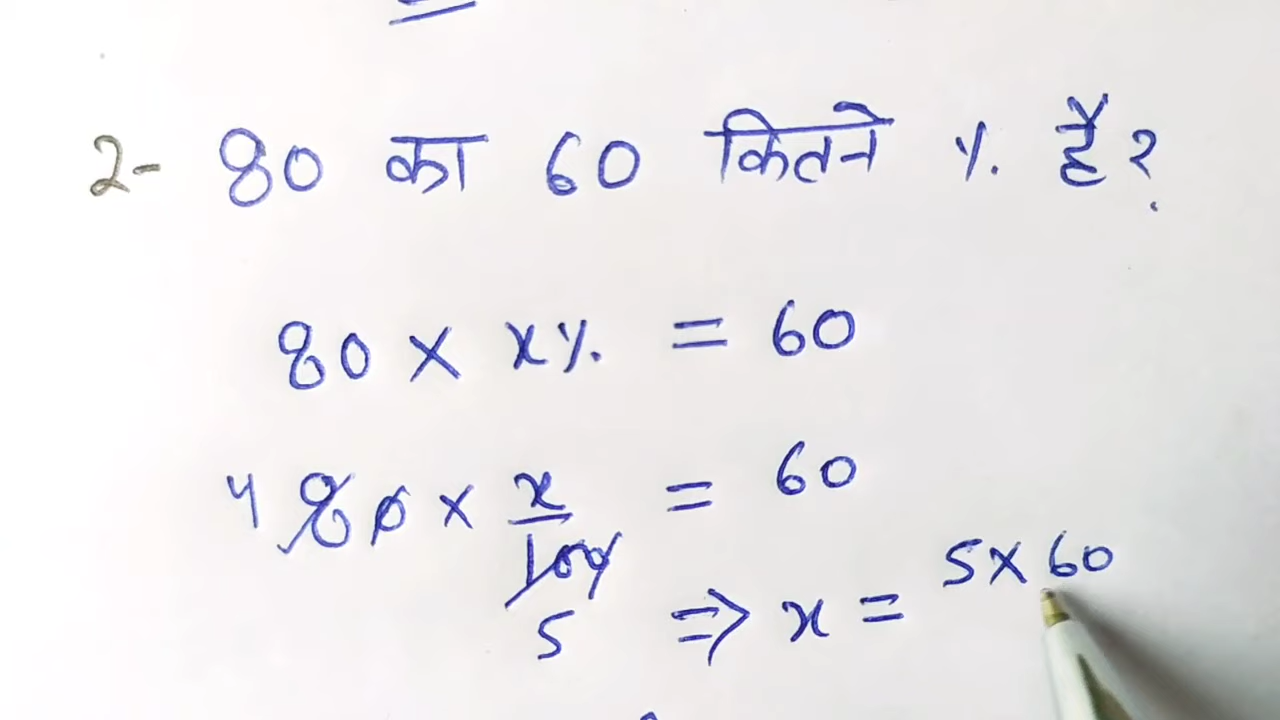 2- 80 का 60 कितने % है?
80 × x% = 60
4 80 × x/100 = 60
5 ⇒ x = 5×60